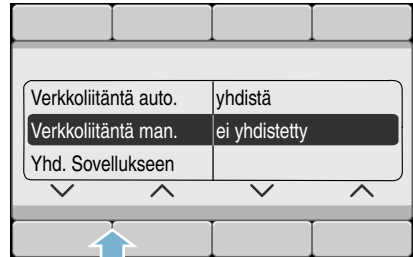 Verkkoliitäntä auto. yhdistä
Verkkoliitäntä man. ei yhdistetty
Yhd. Sovellukseen